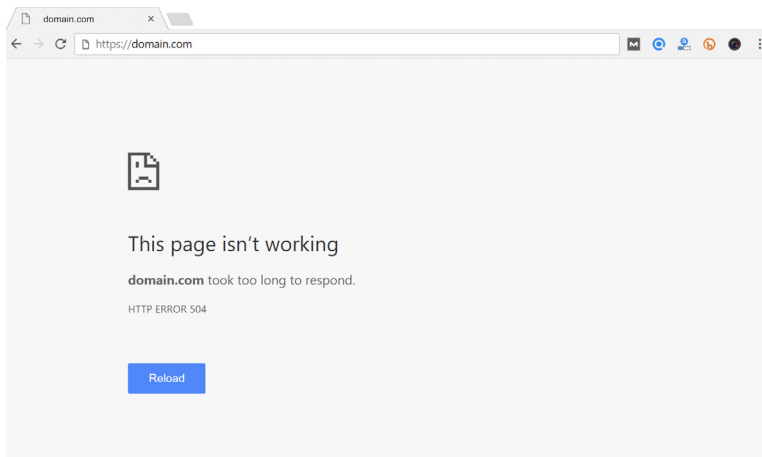 domain.com
https://domain.com
This page isn't working
domain.com took too long to respond.
HTTP ERROR 504
Reload